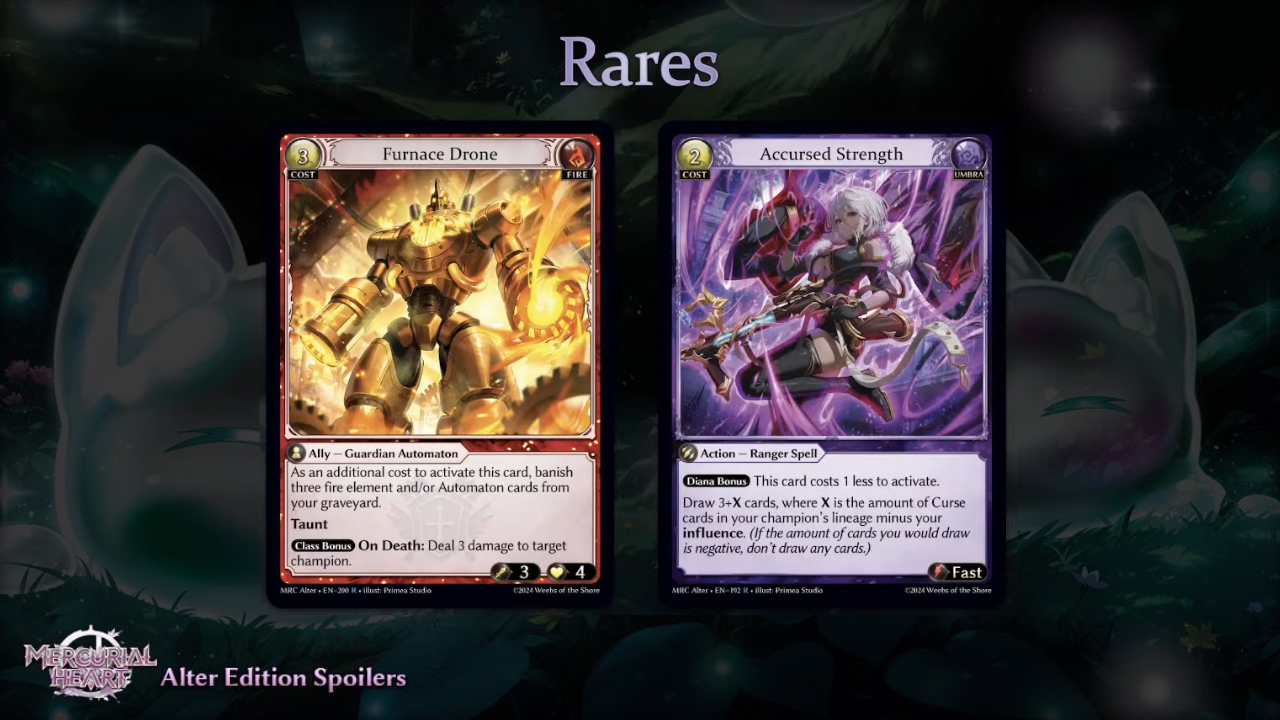 Rares
3
COST
Furnace Drone
FIRE
Ally — Guardian Automaton
As an additional cost to activate this card, banish
three fire element and/or Automaton cards from
your graveyard.
Taunt
Class Bonus On Death: Deal 3 damage to target
champion.
3 4
MRC Alter • EN-200 R • Illust: Primea Studio
©2024 Weebs of the Shore
2
COST
Accursed Strength
UMBRA
Action — Ranger Spell
Diana Bonus This card costs 1 less to activate.
Draw 3+X cards, where X is the amount of Curse
cards in your champion's lineage minus your
influence. (If the amount of cards you would draw
is negative, don't draw any cards.)
Fast
MRC Alter • EN-192 R • Illust: Primea Studio
©2024 Weebs of the Shore
MERCURIAL
HEART
Alter Edition Spoilers